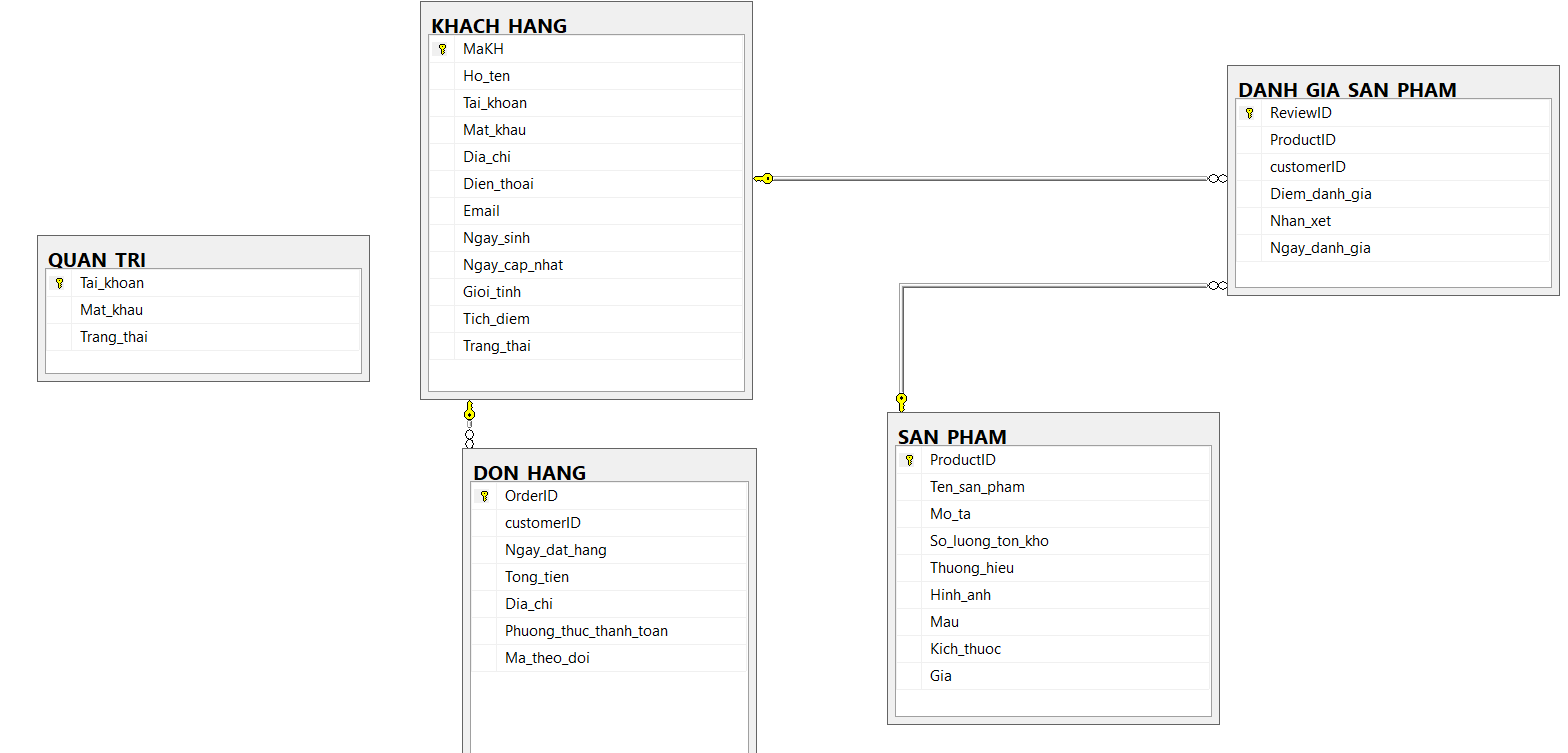 KHACH_HANG
MaKH
Ho_ten
Tai_khoan
Mat_khau
Dia_chi
Dien_thoai
Email
Ngay_sinh
Ngay_cap_nhat
Gioi_tinh
Tich_diem
Trang_thai
DANH_GIA_SAN_PHAM
ReviewID
ProductID
customerID
Diem_danh_gia
Nhan_xet
Ngay_danh_gia
QUAN_TRI
Tai_khoan
Mat_khau
Trang_thai
DON_HANG
OrderID
customerID
Ngay_dat_hang
Tong_tien
Dia_chi
Phuong_thuc_thanh_toan
Ma_theo_doi
SAN_PHAM
ProductID
Ten_san_pham
Mo_ta
So_luong_ton_kho
Thuong_hieu
Hinh_anh
Mau
Kich_thuoc
Gia